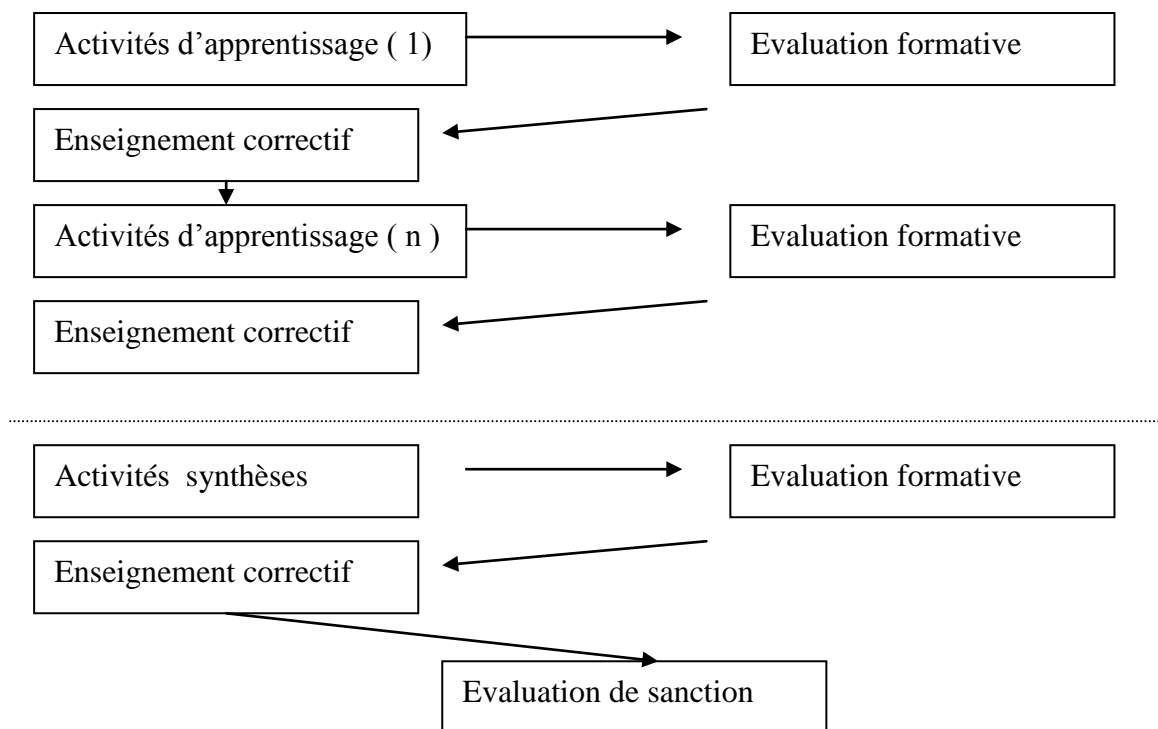 Activités d’apprentissage ( 1)
Evaluation formative
Enseignement correctif
Activités d’apprentissage ( n )
Evaluation formative
Enseignement correctif
Activités  synthèses
Evaluation formative
Enseignement correctif
Evaluation de sanction